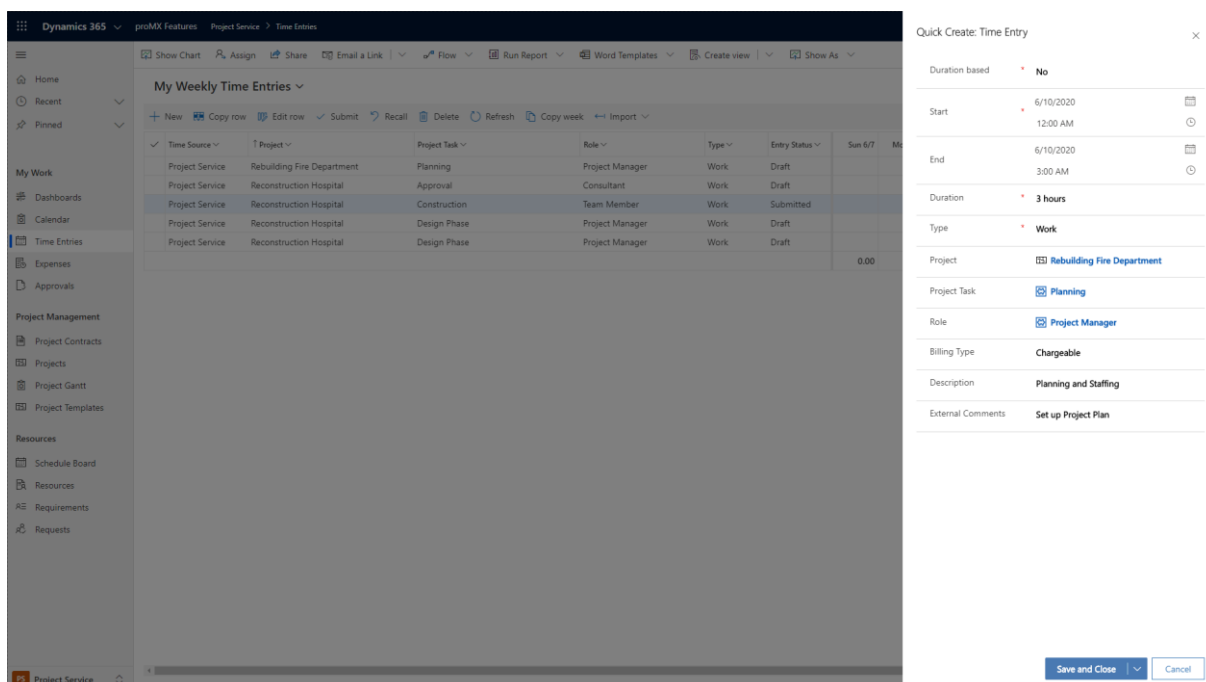 Dynamics 365 proMX Features Project Service > Time Entries
Show Chart Assign Share Email a Link Flow Run Report Word Templates Create view Show As
Home
Recent
Pinned
My Work
Dashboards
Calendar
Time Entries
Expenses
Approvals
Project Management
Project Contracts
Projects
Project Gantt
Project Templates
Resources
Schedule Board
Resources
Requirements
Requests
PS Project Service
My Weekly Time Entries
New Copy row Edit row Submit Recall Delete Refresh Copy week Import
Time Source Project Project Task Role Type Entry Status Sun 6/7
Project Service Rebuilding Fire Department Planning Project Manager Work Draft
Project Service Reconstruction Hospital Approval Consultant Work Draft
Project Service Reconstruction Hospital Construction Team Member Work Submitted
Project Service Reconstruction Hospital Design Phase Project Manager Work Draft
Project Service Reconstruction Hospital Design Phase Project Manager Work Draft
0.00
Quick Create: Time Entry
Duration based * No
Start * 6/10/2020
12:00 AM
End 6/10/2020
3:00 AM
Duration * 3 hours
Type * Work
Project Rebuilding Fire Department
Project Task Planning
Role Project Manager
Billing Type Chargeable
Description Planning and Staffing
External Comments Set up Project Plan
Save and Close Cancel